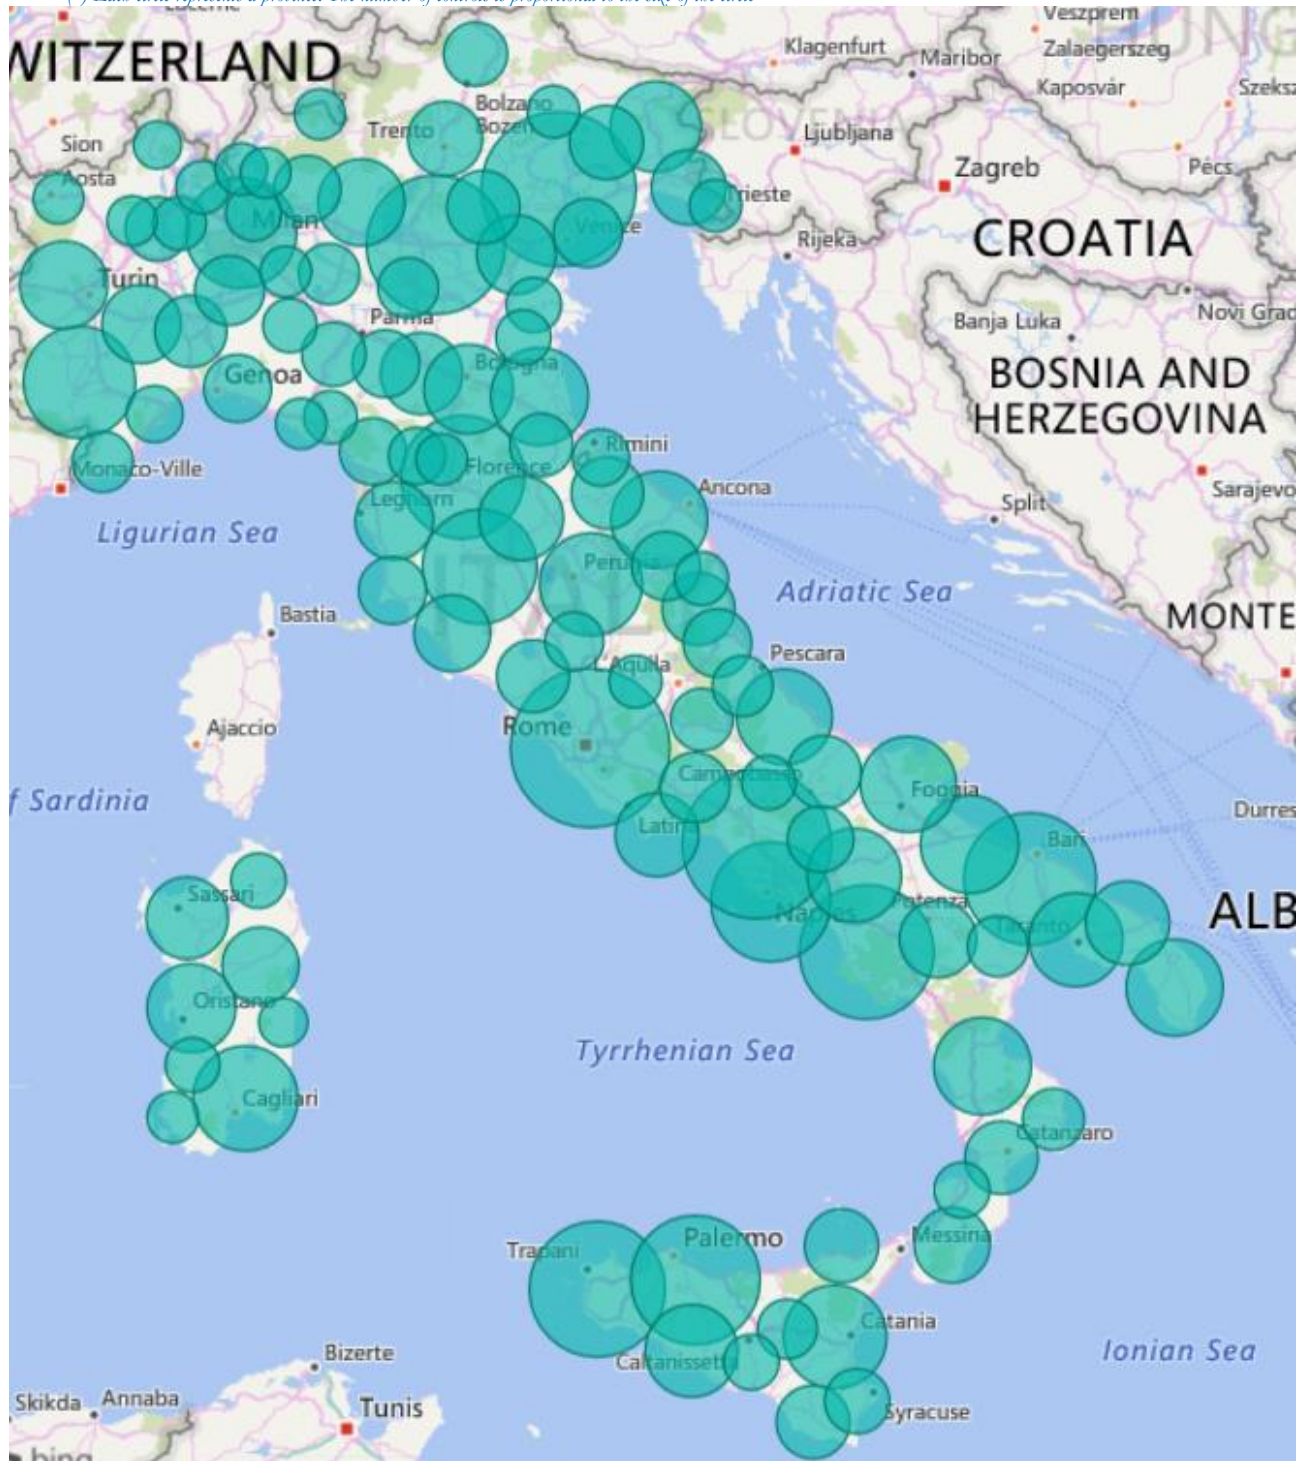 WITZERLAND
Veszprem
Klagenfurt
Maribor
Zalaegerszeg
Kaposvár
Szeks
Bolzano
Bozen
Trento
SLOVENIA
Ljubljana
Sion
Aosta
Zagreb
Pécs
Trieste
Milan
Venice
CROATIA
Rijeka
Turin
Novi Grad
Parma
Banja Luka
Genoa
Bologna
BOSNIA AND
HERZEGOVINA
Monaco-Ville
Florence
Rimini
Leghorn
Ancona
Sarajevo
Split
Ligurian Sea
ITALY
Perugia
Adriatic Sea
Bastia
MONTE
L'Aquila
Pescara
Rome
Ajaccio
Campobasso
Foggia
f Sardinia
Latina
Durres
Bari
Sassari
Naples
Potenza
Taranto
ALB
Oristano
Tyrrhenian Sea
Cagliari
Catanzaro
Trapani
Palermo
Messina
Catania
Caltanissetta
Ionian Sea
Bizerte
Skikda
Annaba
Tunis
Syracuse
bing